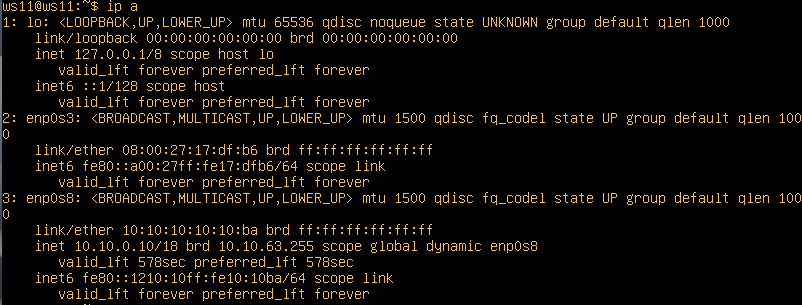 ws11@ws11:~$ ip a
1: lo: <LOOPBACK,UP,LOWER_UP> mtu 65536 qdisc noqueue state UNKNOWN group default qlen 1000
    link/loopback 00:00:00:00:00:00 brd 00:00:00:00:00:00
    inet 127.0.0.1/8 scope host lo
       valid_lft forever preferred_lft forever
    inet6 ::1/128 scope host
       valid_lft forever preferred_lft forever
2: enp0s3: <BROADCAST,MULTICAST,UP,LOWER_UP> mtu 1500 qdisc fq_codel state UP group default qlen 100
0
    link/ether 08:00:27:17:df:b6 brd ff:ff:ff:ff:ff:ff
    inet6 fe80::a00:27ff:fe17:dfb6/64 scope link
       valid_lft forever preferred_lft forever
3: enp0s8: <BROADCAST,MULTICAST,UP,LOWER_UP> mtu 1500 qdisc fq_codel state UP group default qlen 100
0
    link/ether 10:10:10:10:10:ba brd ff:ff:ff:ff:ff:ff
    inet 10.10.0.10/18 brd 10.10.63.255 scope global dynamic enp0s8
       valid_lft 578sec preferred_lft 578sec
    inet6 fe80::1210:10ff:fe10:10ba/64 scope link
       valid_lft forever preferred_lft forever